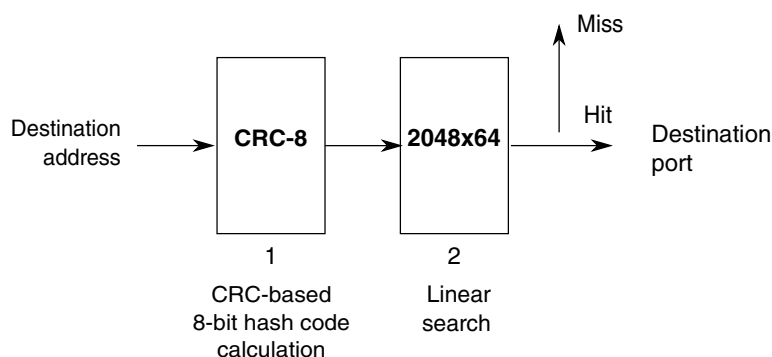 Miss
Hit
Destination
address
CRC-8
2048x64
Destination
port
1
CRC-based
8-bit hash code
calculation
2
Linear
search